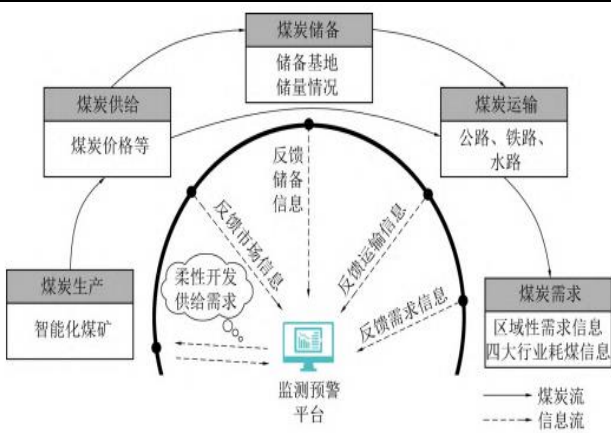 煤炭储备
储备基地
储量情况
煤炭供给
煤炭价格等
煤炭运输
公路、铁路、
水路
反馈
储备
信息
反馈市场信息
反馈运输信息
煤炭生产
智能化煤矿
柔性开发
供给需求
反馈需求信息
煤炭需求
区域性需求信息
四大行业耗煤信息
监测预警
平台
煤炭流
信息流